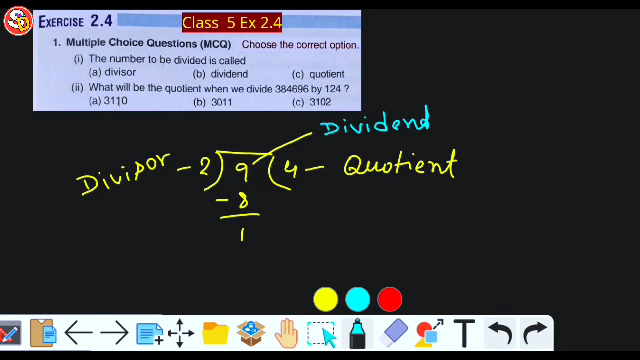 EXERCISE 2.4
Class 5 Ex 2.4
1. Multiple Choice Questions (MCQ) Choose the correct option.
(i) The number to be divided is called
(a) divisor (b) dividend (c) quotient
(ii) What will be the quotient when we divide 384696 by 124 ?
(a) 3110 (b) 3011 (c) 3102
Dividend
Divisor - 2) 9 (4 - Quotient
- 8
1
T